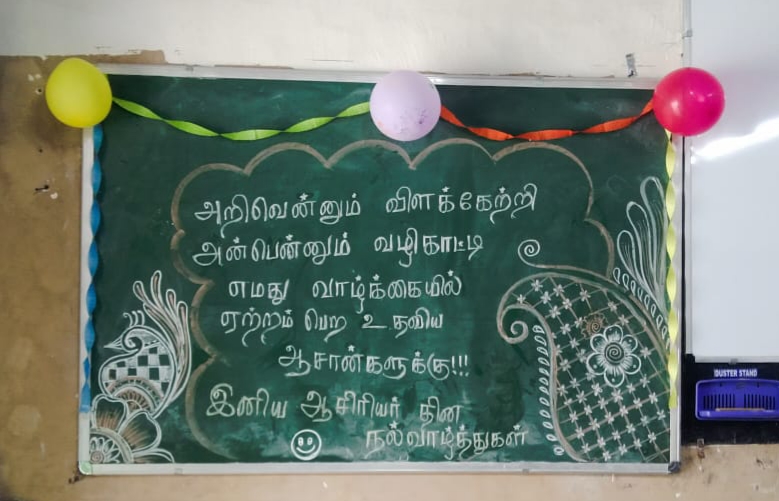 அறிவென்னும் விளக்கேற்றி
அன்பென்னும் வழிகாட்டி
எமது வாழ்க்கையில்
ஏற்றம் பெற உதவிய
ஆசான்களுக்கு!!!
இனிய ஆசிரியர் தின
நல்வாழ்த்துகள்
DUSTER STAND